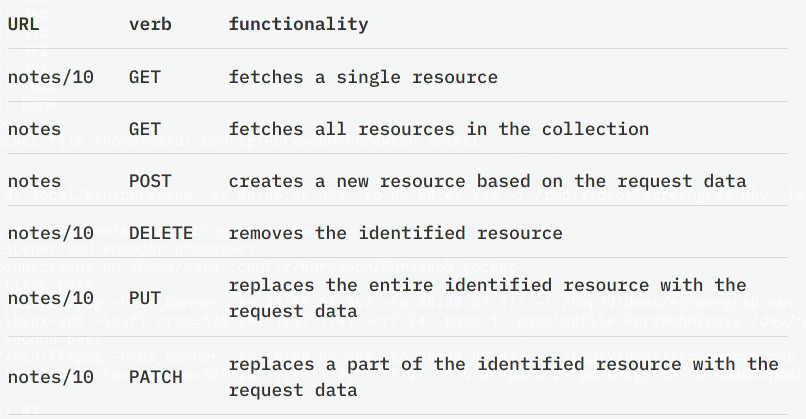 URL verb functionality
notes/10 GET fetches a single resource
notes GET fetches all resources in the collection
notes POST creates a new resource based on the request data
notes/10 DELETE removes the identified resource
notes/10 PUT replaces the entire identified resource with the
request data
notes/10 PATCH replaces a part of the identified resource with the
request data